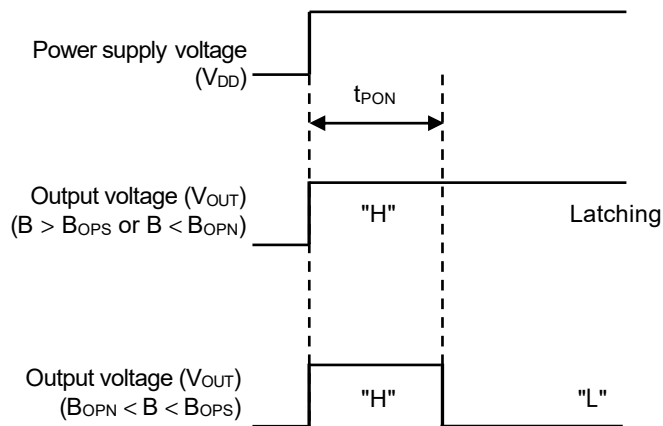 Power supply voltage
(VDD)
tPON
Output voltage (VOUT)
(B > BOPS or B < BOPN)
"H"
Latching
Output voltage (VOUT)
(BOPN < B < BOPS)
"H"
"L"